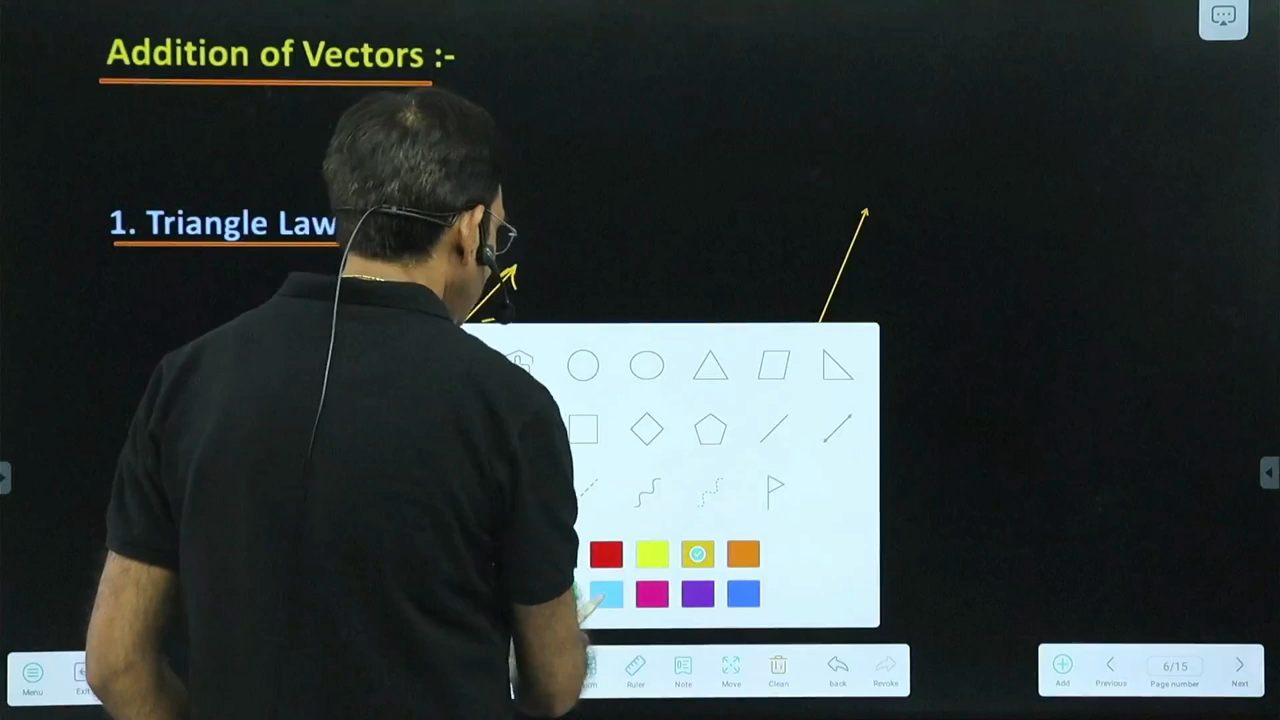 Addition of Vectors :-
1. Triangle Law
Menu
Ruler
Note
Move
Clean
back
Revoke
Add
Previous
6/15
Page number
Next